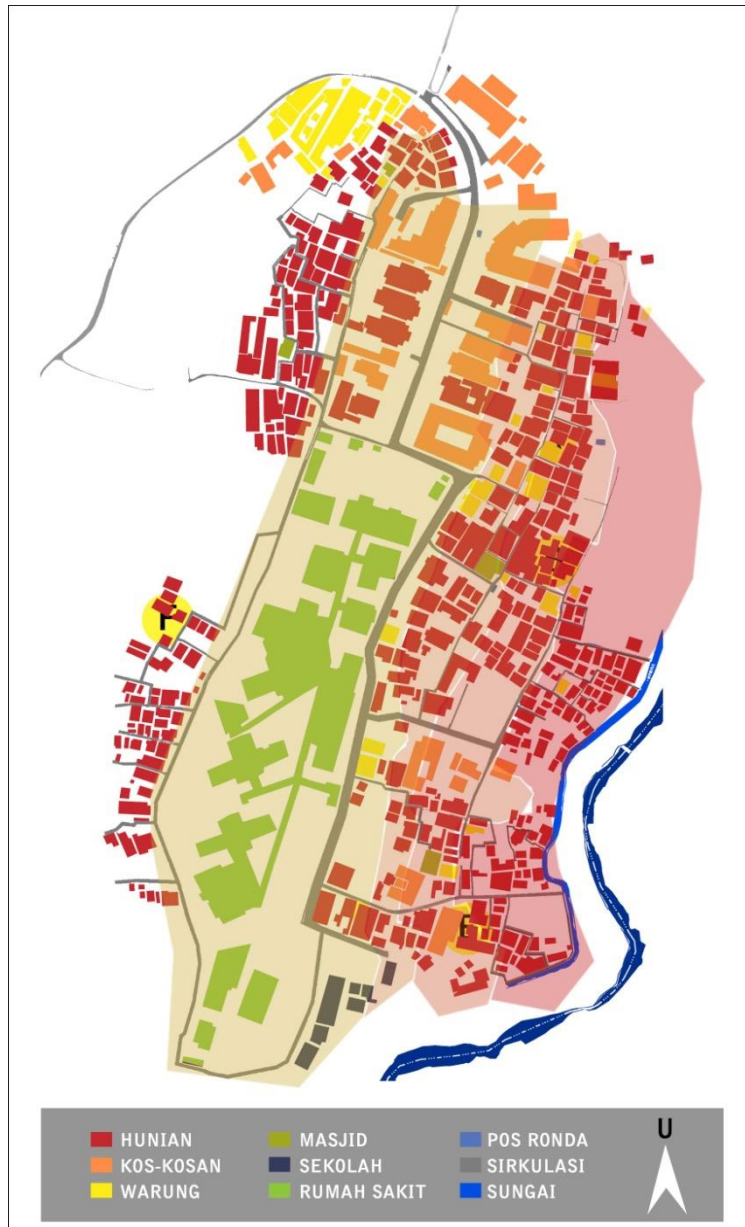 F
F
HUNIAN
KOS-KOSAN
WARUNG
MASJID
SEKOLAH
RUMAH SAKIT
POS RONDA
SIRKULASI
SUNGAI
U